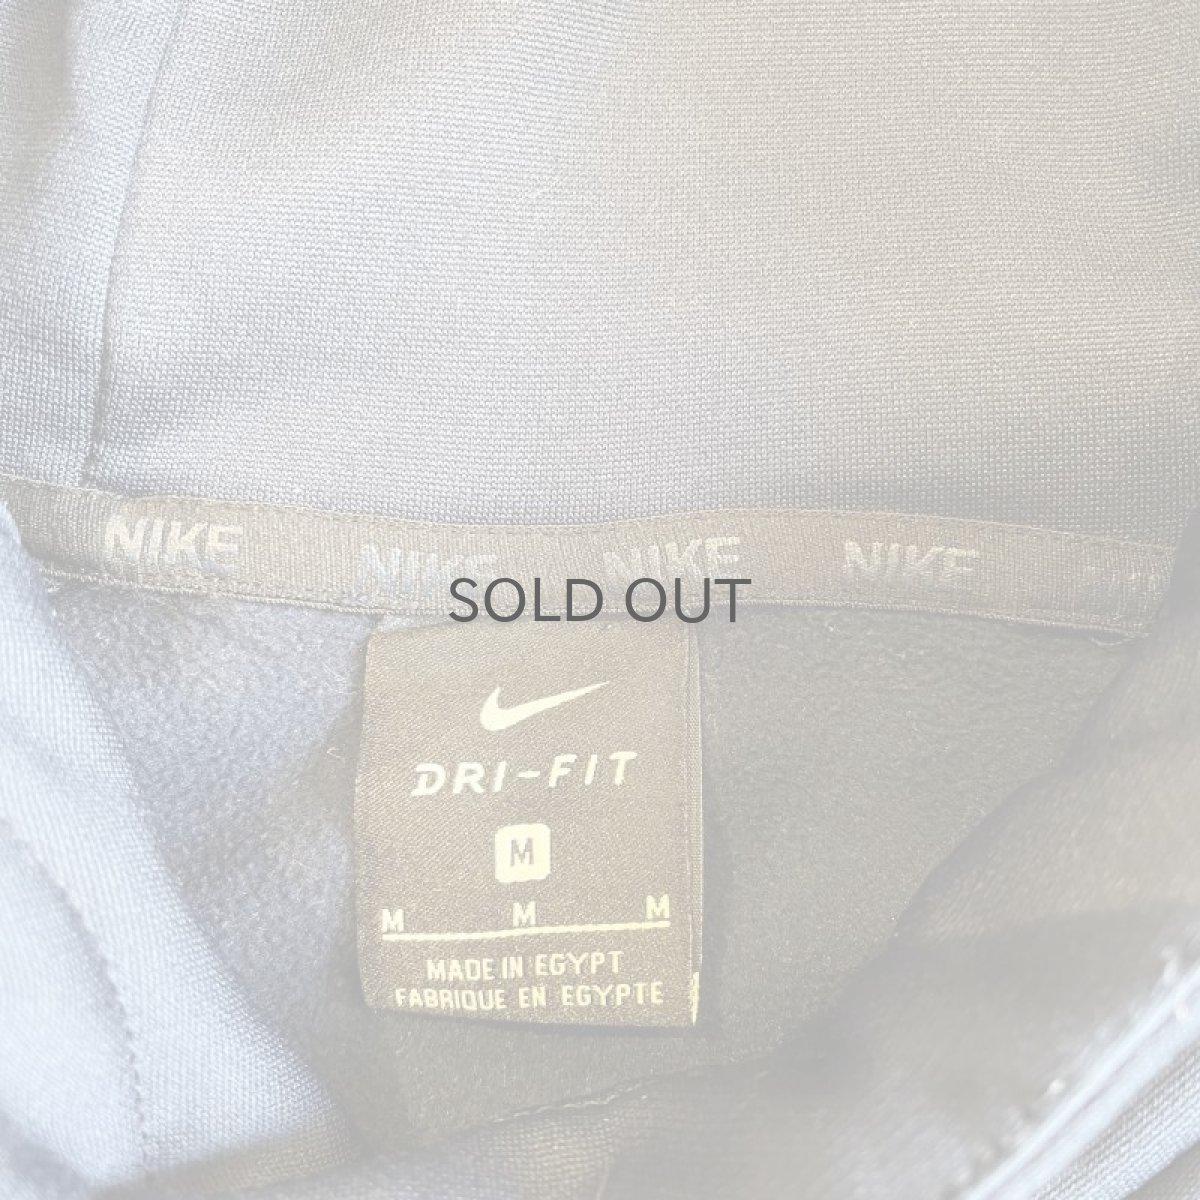 NIKE NIKE NIKE NIKE
SOLD OUT
DRI-FIT
M
M M M
MADE IN EGYPT
FABRIQUE EN EGYPTE